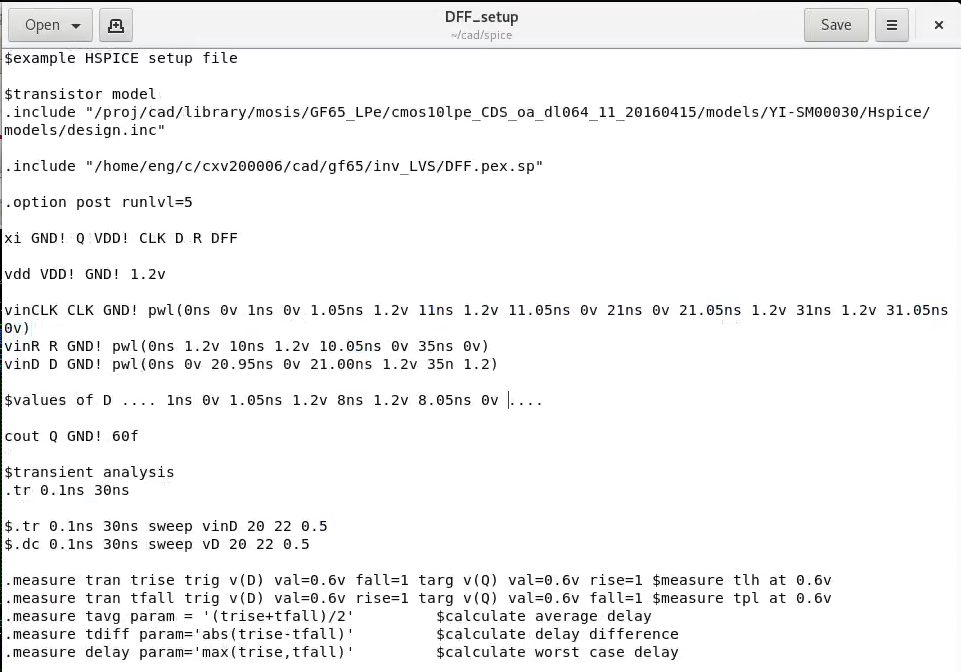 Open
DFF_setup
~/cad/spice
Save
$example HSPICE setup file
$transistor model
.include "/proj/cad/library/mosis/GF65_LPe/cmos10lpe_CDS_oa_dl064_11_20160415/models/YI-SM00030/Hspice/
models/design.inc"
.include "/home/eng/c/cxv200006/cad/gf65/inv_LVS/DFF.pex.sp"
.option post runlvl=5
xi GND! Q VDD! CLK D R DFF
vdd VDD! GND! 1.2v
vinCLK CLK GND! pwl(0ns 0v 1ns 0v 1.05ns 1.2v 11ns 1.2v 11.05ns 0v 21ns 0v 21.05ns 1.2v 31ns 1.2v 31.05ns
0v)
vinR R GND! pwl(0ns 1.2v 10ns 1.2v 10.05ns 0v 35ns 0v)
vinD D GND! pwl(0ns 0v 20.95ns 0v 21.00ns 1.2v 35n 1.2)
$values of D .... 1ns 0v 1.05ns 1.2v 8ns 1.2v 8.05ns 0v ....
cout Q GND! 60f
$transient analysis
.tr 0.1ns 30ns
$.tr 0.1ns 30ns sweep vinD 20 22 0.5
$.dc 0.1ns 30ns sweep vD 20 22 0.5
.measure tran trise trig v(D) val=0.6v fall=1 targ v(Q) val=0.6v rise=1 $measure tlh at 0.6v
.measure tran tfall trig v(D) val=0.6v rise=1 targ v(Q) val=0.6v fall=1 $measure tpl at 0.6v
.measure tavg param = '(trise+tfall)/2' $calculate average delay
.measure tdiff param='abs(trise-tfall)' $calculate delay difference
.measure delay param='max(trise,tfall)' $calculate worst case delay